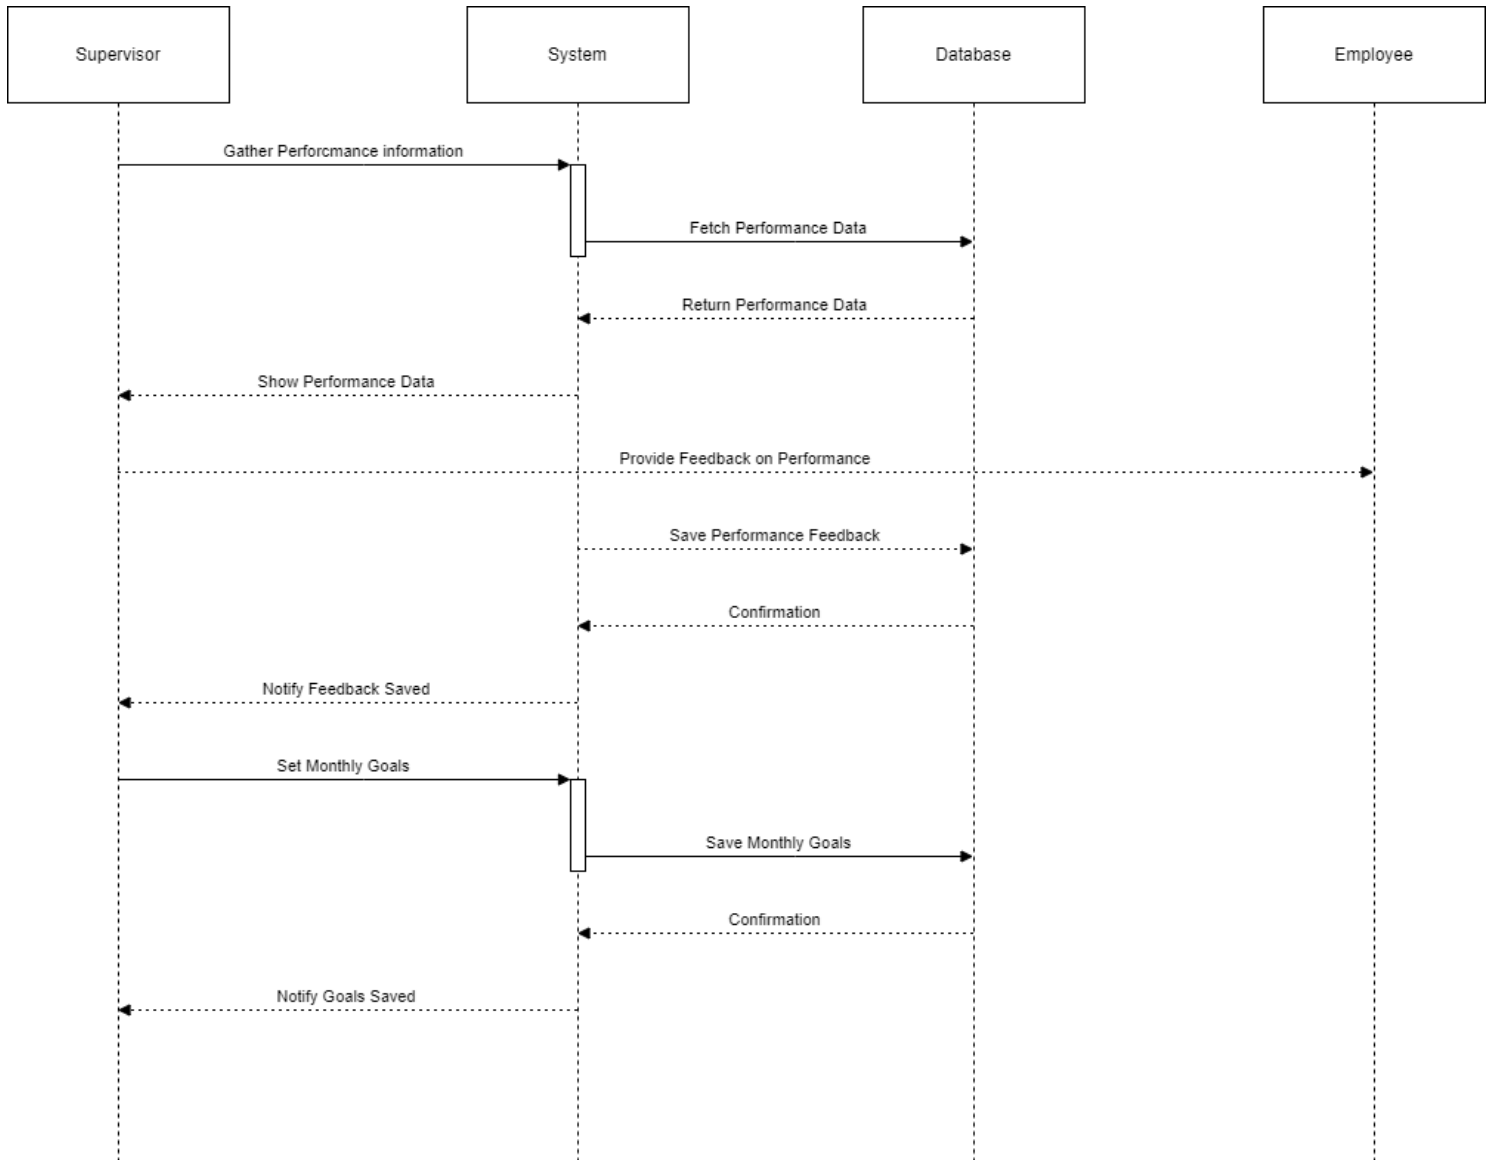 Supervisor
System
Database
Employee
Gather Perforcmance information
Fetch Performance Data
Return Performance Data
Show Performance Data
Provide Feedback on Performance
Save Performance Feedback
Confirmation
Notify Feedback Saved
Set Monthly Goals
Save Monthly Goals
Confirmation
Notify Goals Saved